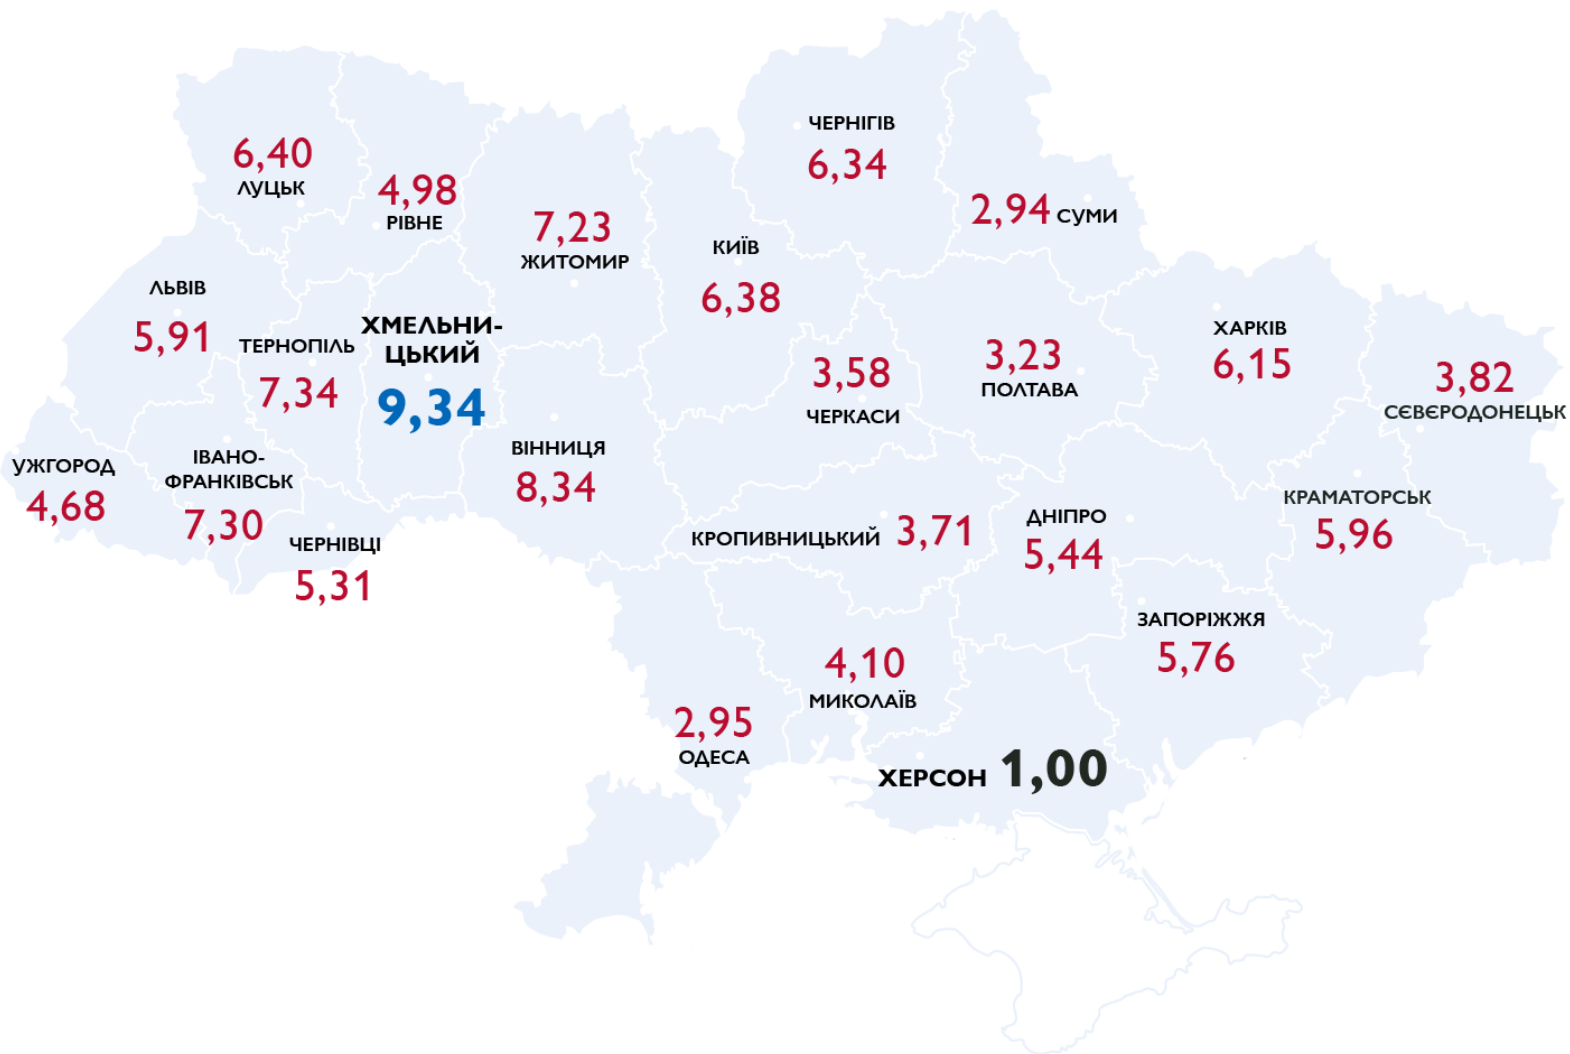 ЧЕРНІГІВ
6,34
6,40
ЛУЦЬК
4,98
РІВНЕ
2,94 СУМИ
7,23
ЖИТОМИР
КИЇВ
6,38
ЛЬВІВ
5,91
ТЕРНОПІЛЬ
7,34
ХМЕЛЬНИ-
ЦЬКИЙ
9,34
3,58
ЧЕРКАСИ
3,23
ПОЛТАВА
ХАРКІВ
6,15
3,82
СЄВЄРОДОНЕЦЬК
УЖГОРОД
4,68
ІВАНО-
ФРАНКІВСЬК
7,30
ЧЕРНІВЦІ
5,31
ВІННИЦЯ
8,34
КРОПИВНИЦЬКИЙ 3,71
ДНІПРО
5,44
КРАМАТОРСЬК
5,96
ЗАПОРІЖЖЯ
5,76
4,10
МИКОЛАЇВ
2,95
ОДЕСА
ХЕРСОН 1,00